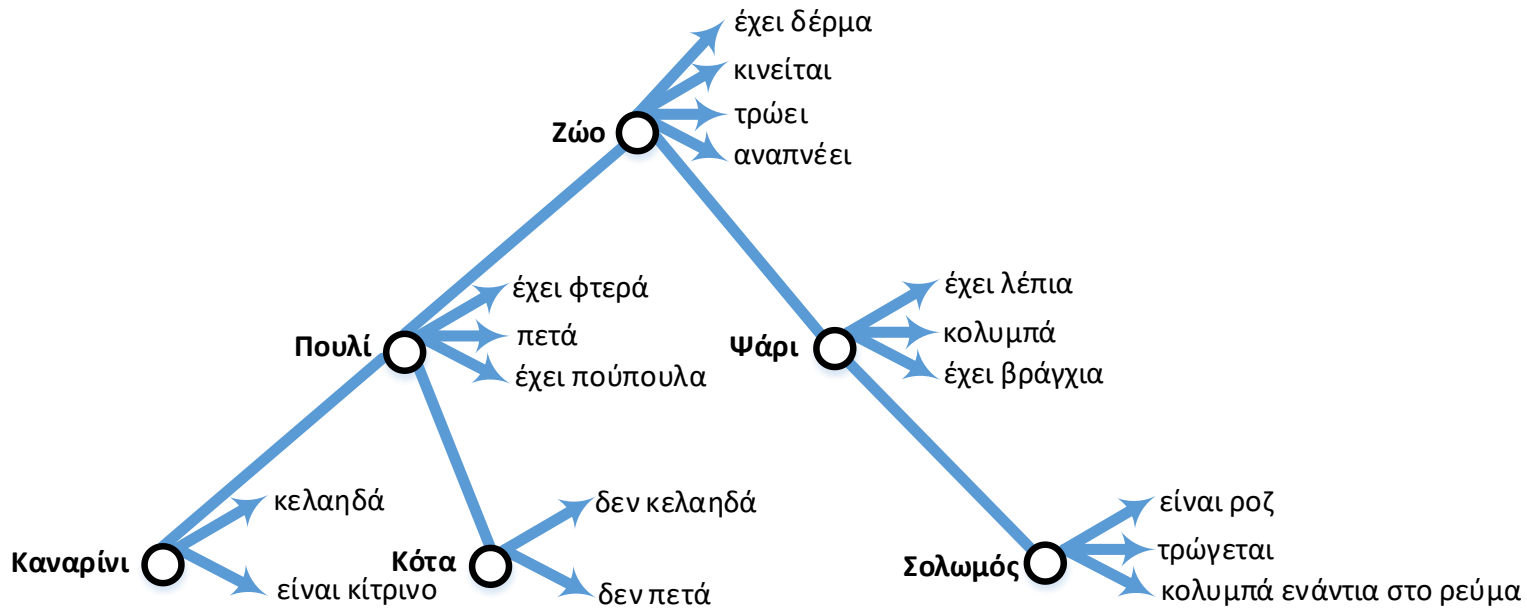 έχει δέρμα
κινείται
Ζώο
τρώει
αναπνέει
έχει φτερά
Πουλί
πετά
έχει πούπουλα
έχει λέπια
Ψάρι
κολυμπά
έχει βράγχια
κελαηδά
Καναρίνι
είναι κίτρινο
δεν κελαηδά
Κότα
δεν πετά
είναι ροζ
Σολωμός
τρώγεται
κολυμπά ενάντια στο ρεύμα